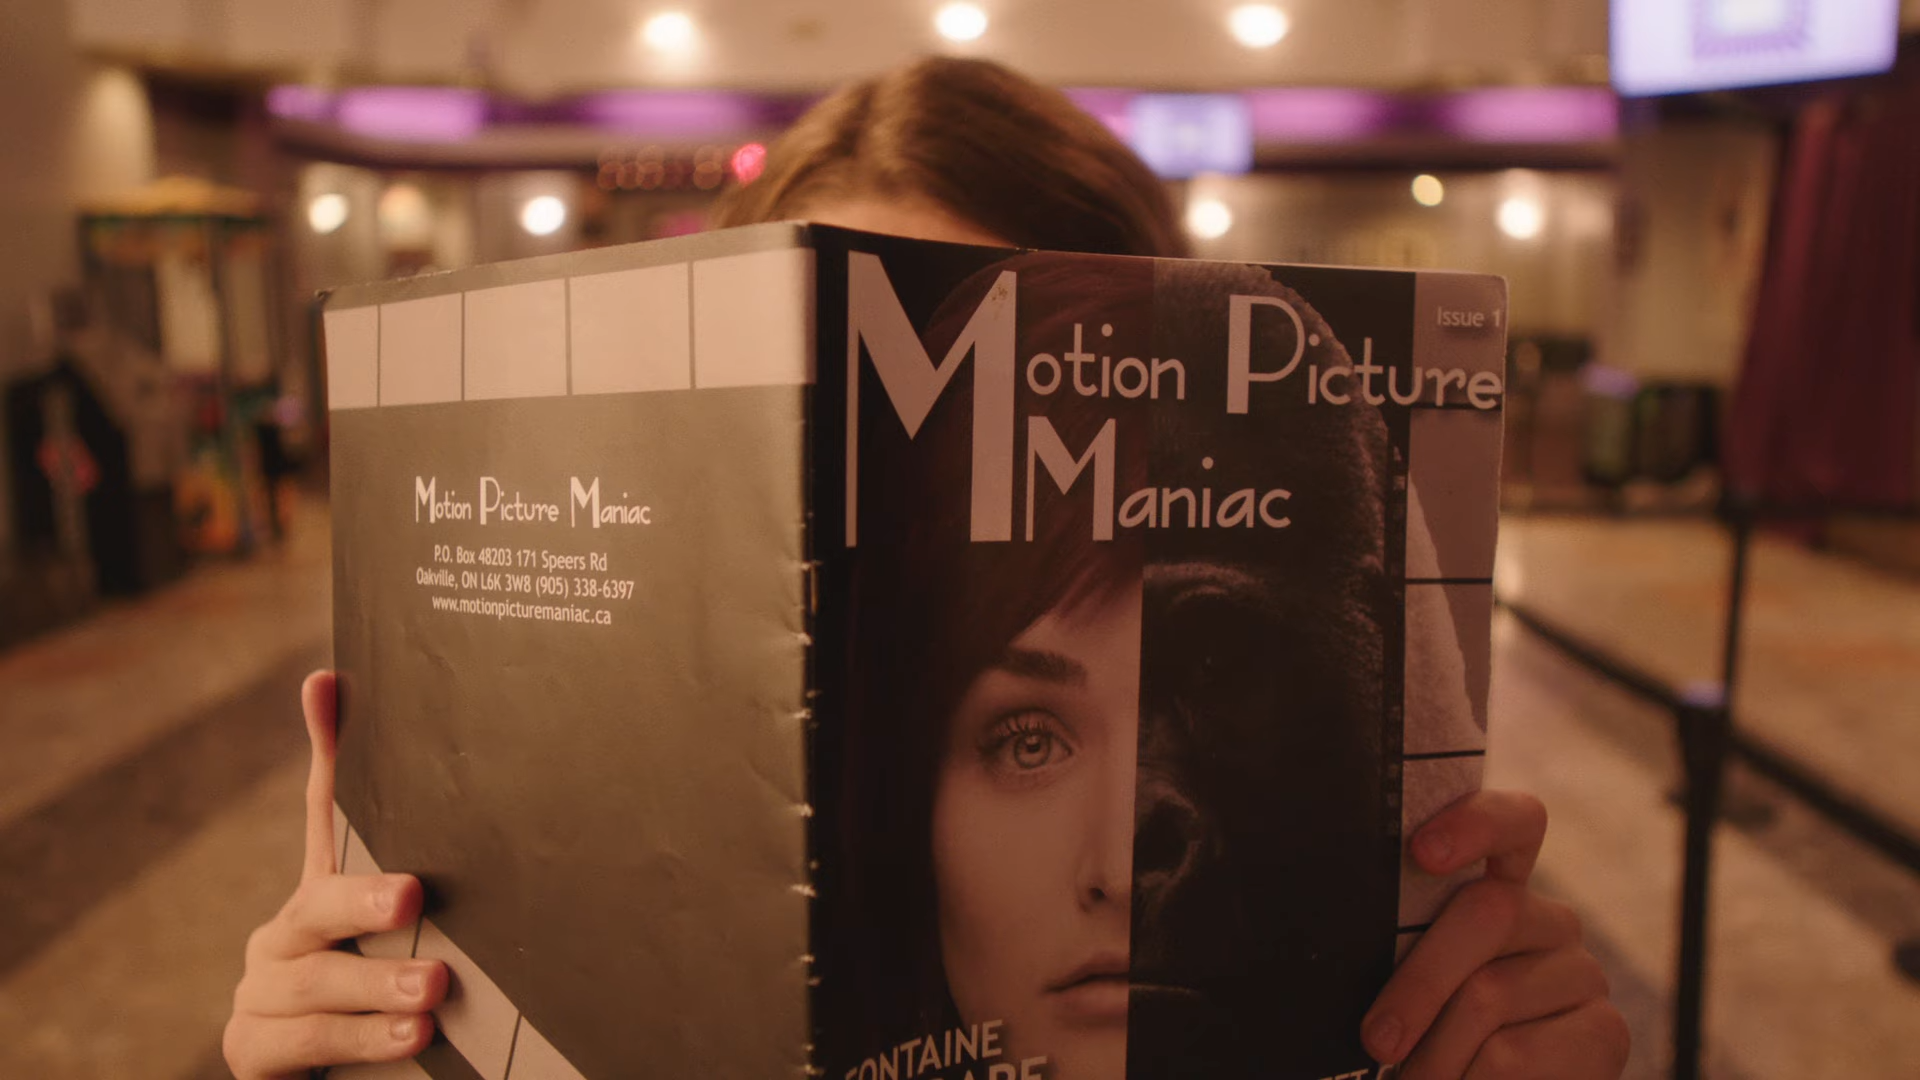 Motion Picture Maniac
P.O. Box 48203 171 Speers Rd
Oakville, ON L6K 3W8 (905) 338-6397
www.motionpicturemaniac.ca
Issue 1
Motion Picture
Maniac